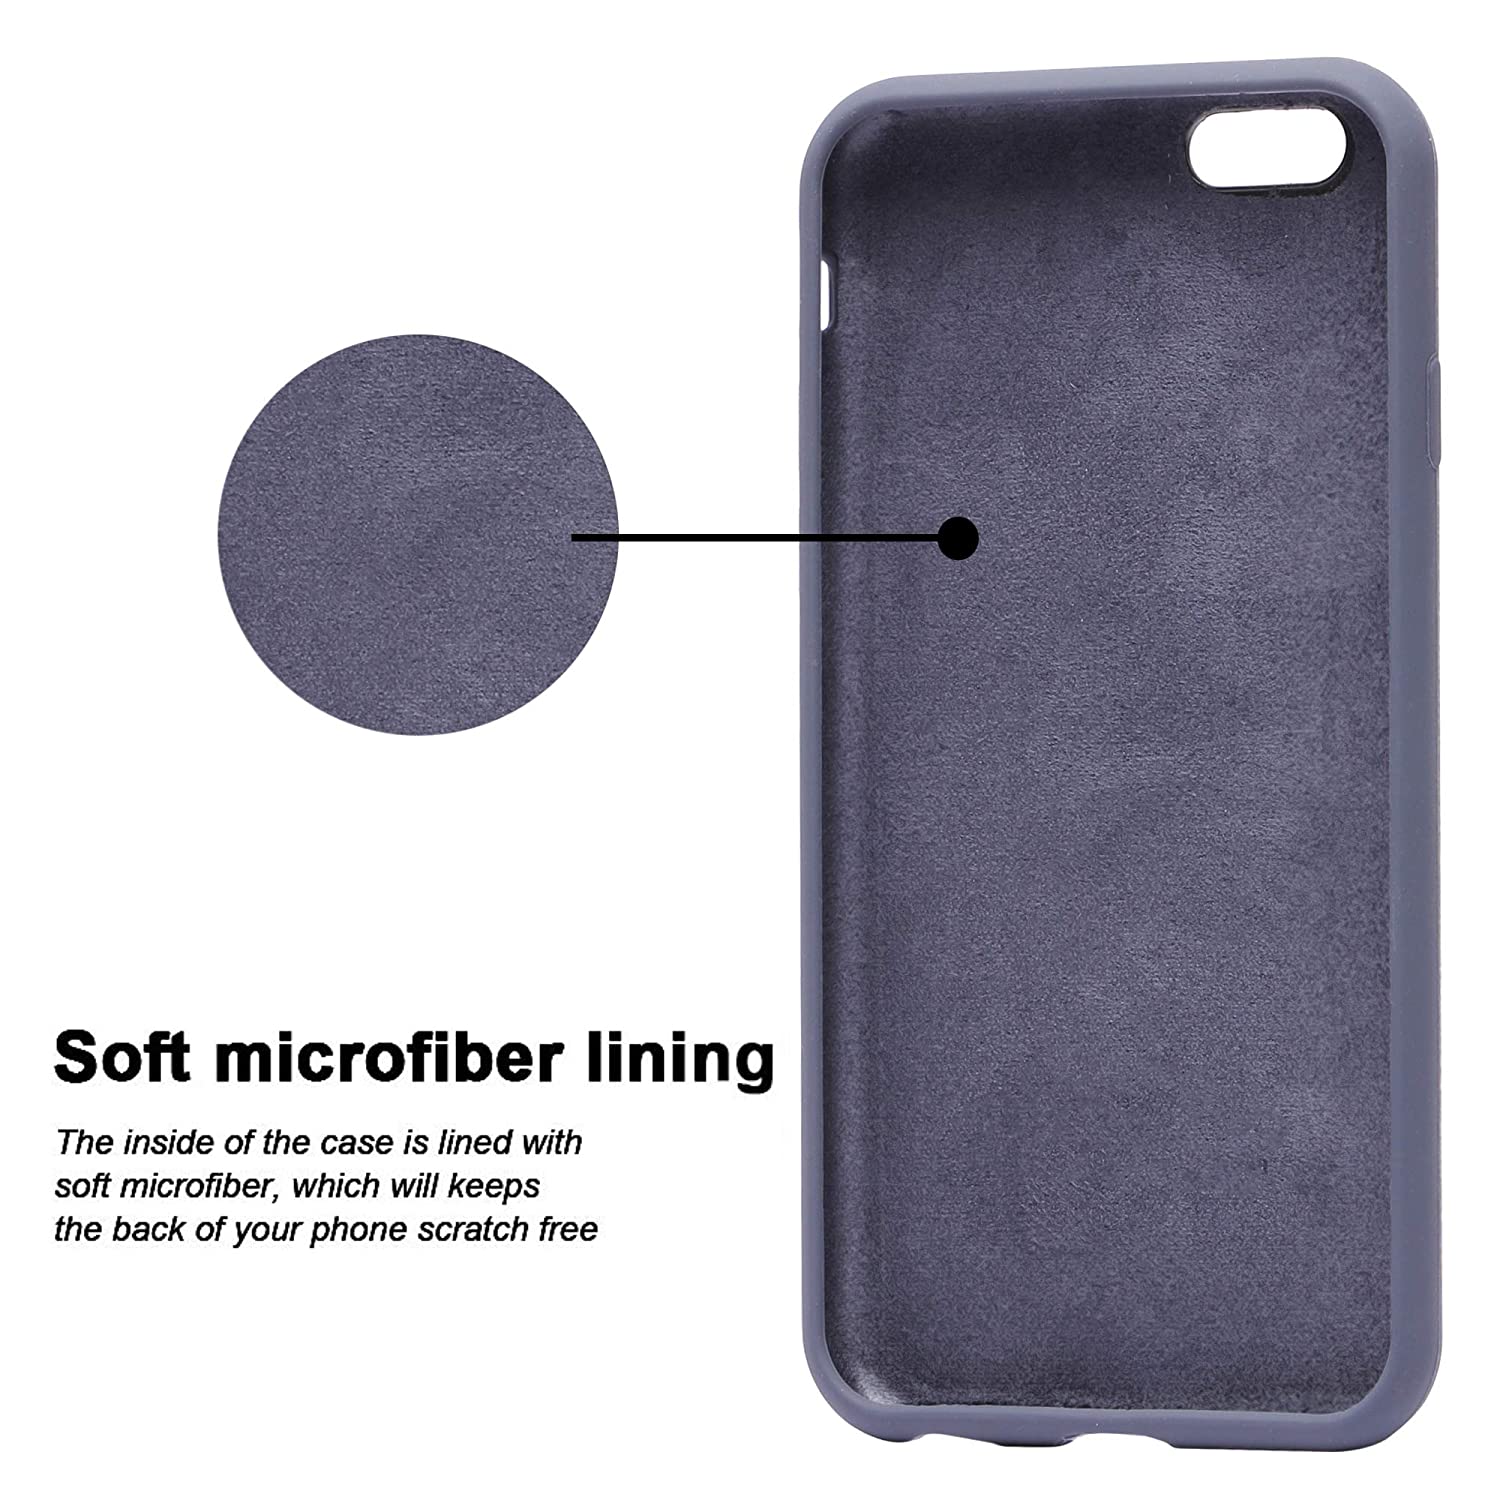 Soft microfiber lining
The inside of the case is lined with
soft microfiber, which will keeps
the back of your phone scratch free